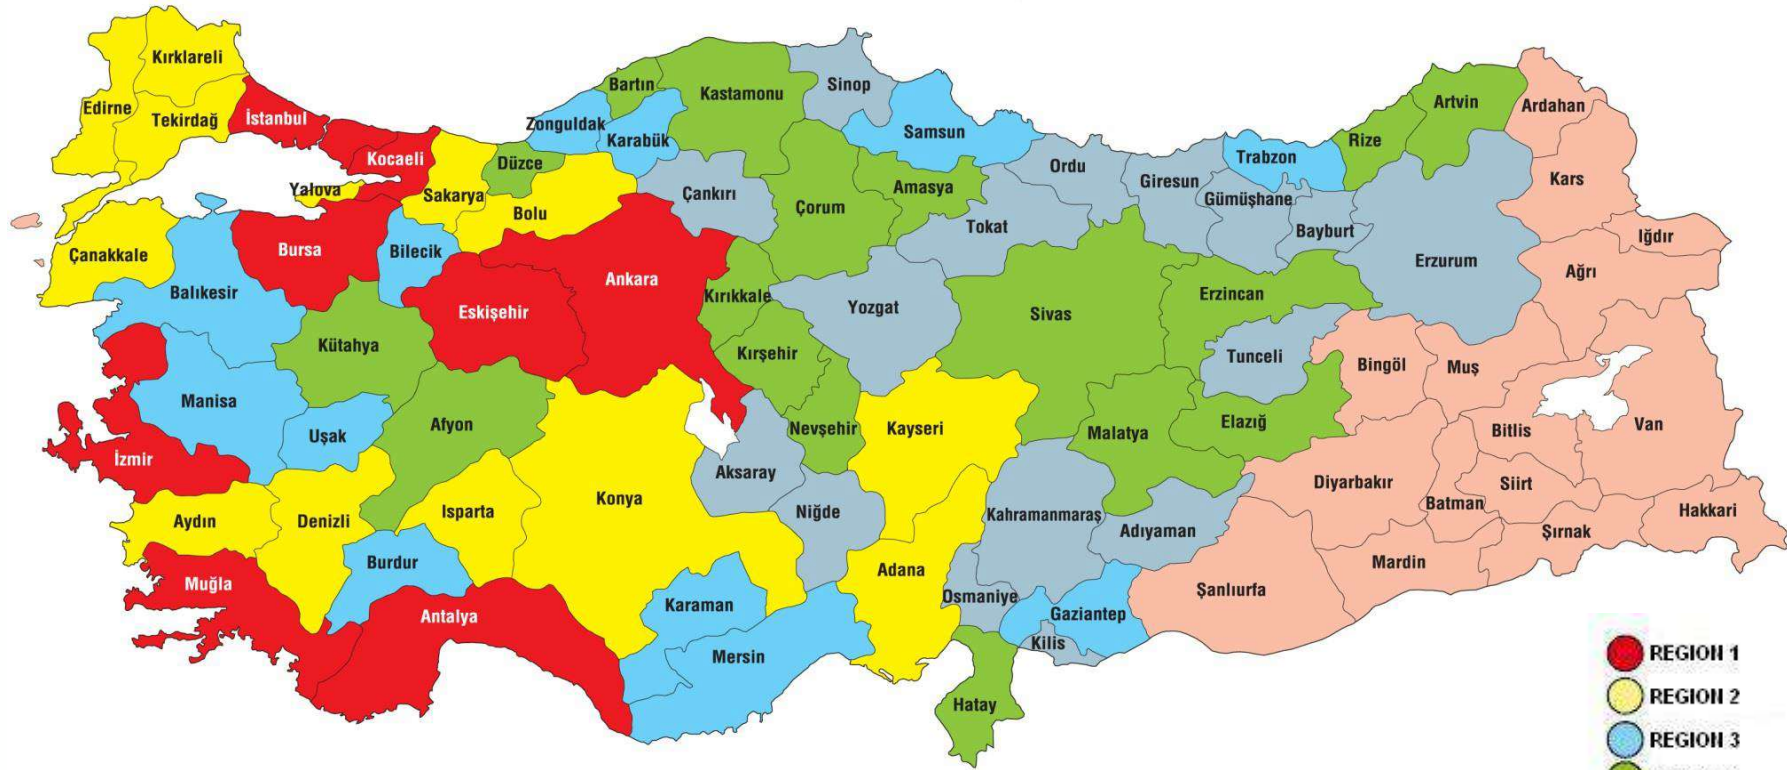 Kırklareli
Edirne
Tekirdağ
İstanbul
Kocaeli
Yalova
Sakarya
Düzce
Bolu
Zonguldak
Bartın
Karabük
Kastamonu
Sinop
Samsun
Çankırı
Çorum
Amasya
Tokat
Ordu
Giresun
Gümüşhane
Trabzon
Bayburt
Rize
Artvin
Ardahan
Kars
Iğdır
Ağrı
Erzurum
Erzincan
Çanakkale
Balıkesir
Bursa
Bilecik
Eskişehir
Ankara
Kırıkkale
Yozgat
Sivas
Tunceli
Bingöl
Muş
Kütahya
Kırşehir
Manisa
Uşak
Afyon
Nevşehir
Kayseri
Malatya
Elazığ
Bitlis
Van
İzmir
Aksaray
Diyarbakır
Batman
Siirt
Şırnak
Hakkari
Aydın
Denizli
Isparta
Konya
Niğde
Kahramanmaraş
Adıyaman
Muğla
Burdur
Antalya
Karaman
Mersin
Adana
Osmaniye
Gaziantep
Kilis
Şanlıurfa
Mardin
Hatay
REGION 1
REGION 2
REGION 3